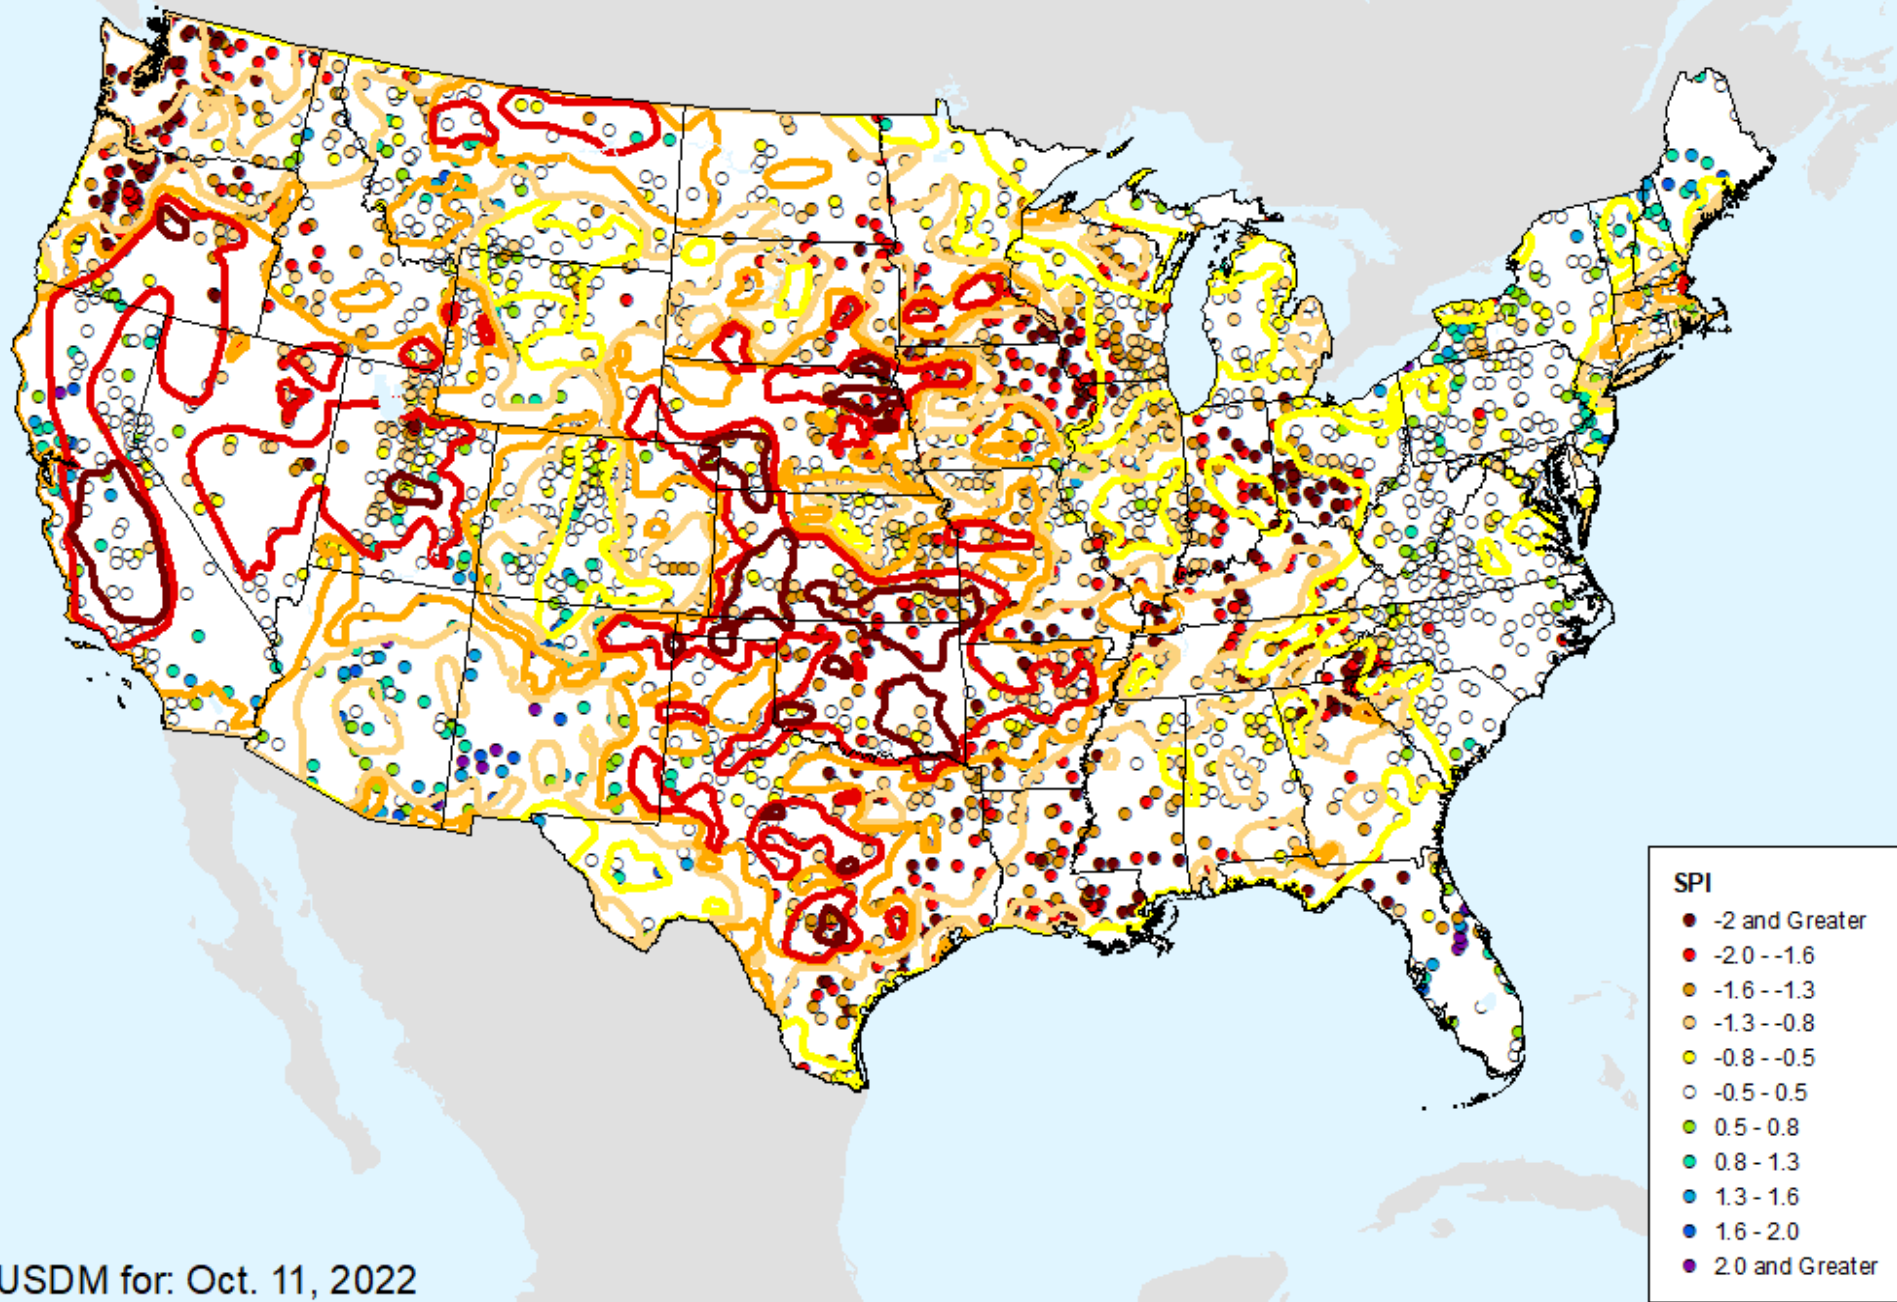 SPI
-2 and Greater
-2.0 - -1.6
-1.6 - -1.3
-1.3 - -0.8
-0.8 - -0.5
-0.5 - 0.5
0.5 - 0.8
0.8 - 1.3
1.3 - 1.6
1.6 - 2.0
2.0 and Greater
USDM for: Oct. 11, 2022